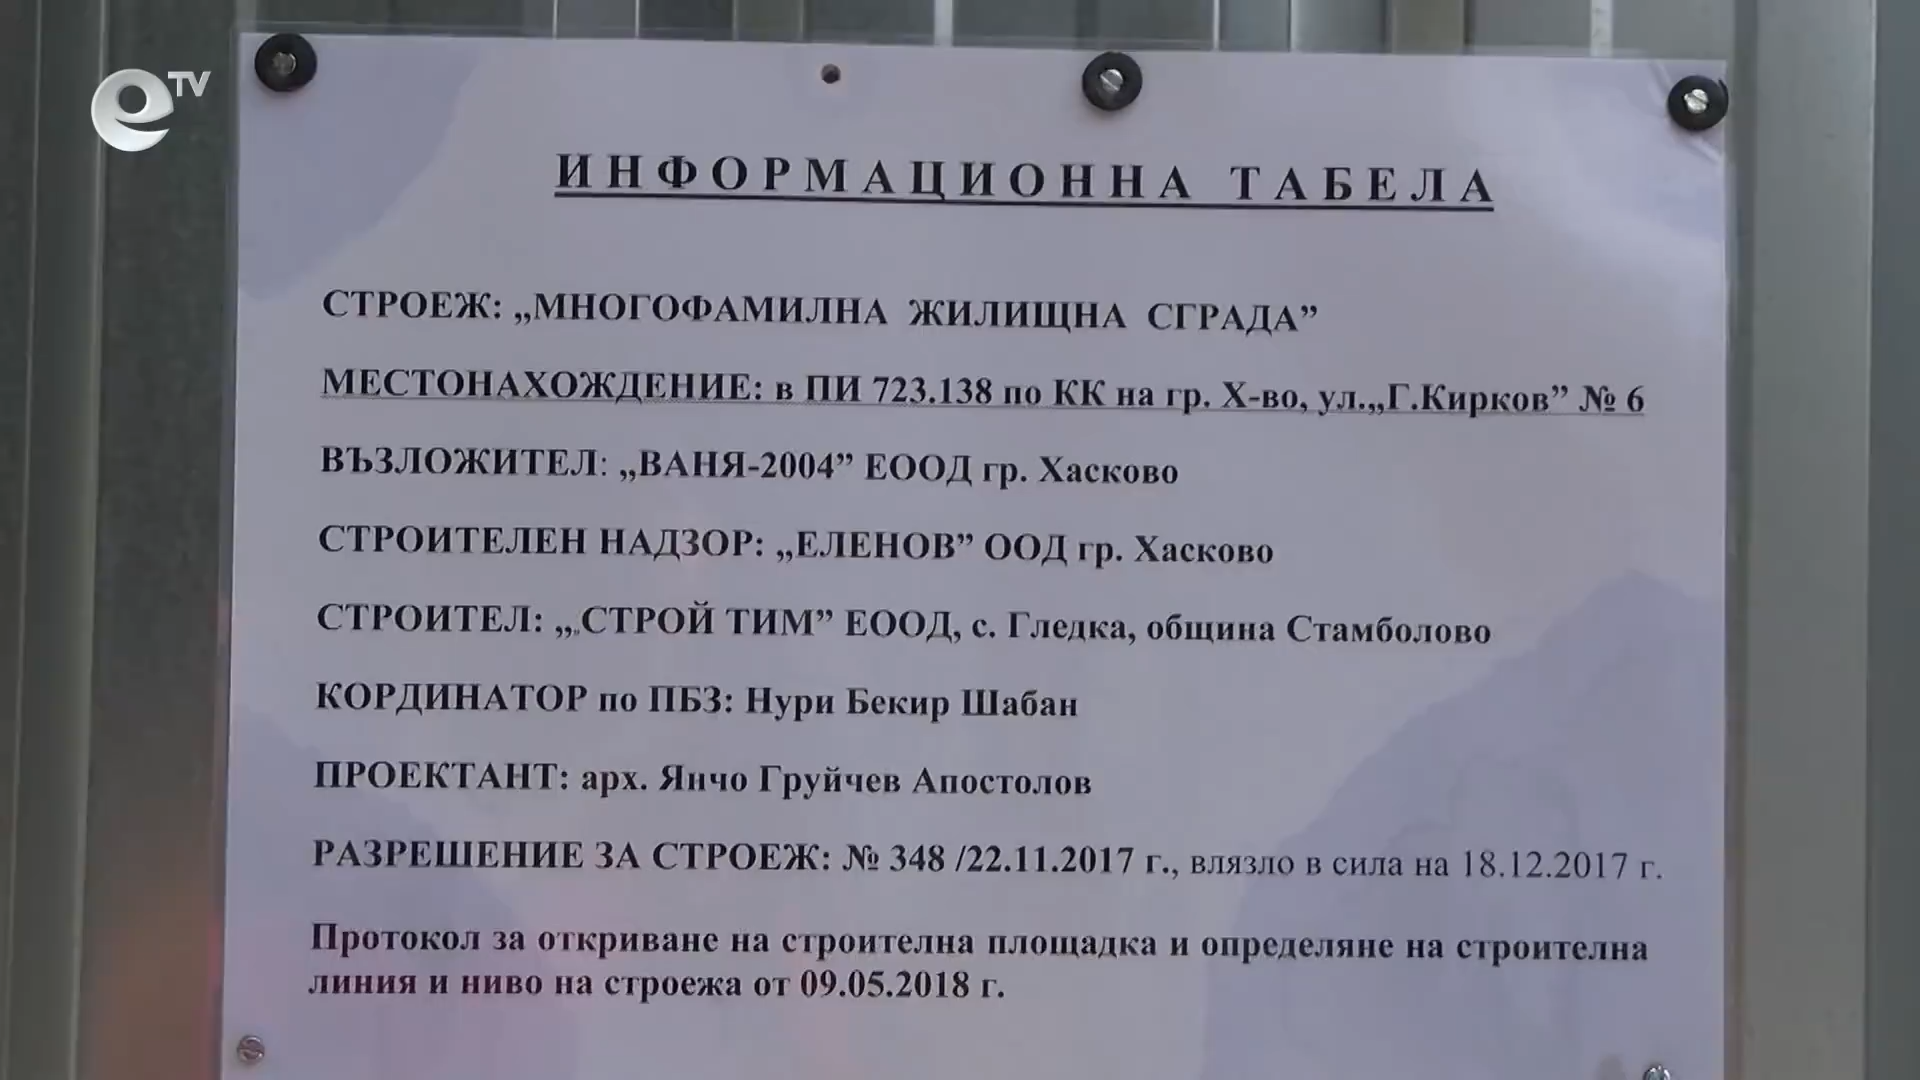 e TV
ИНФОРМАЦИОННА ТАБЕЛА
СТРОЕЖ: „МНОГОФАМИЛНА ЖИЛИЩНА СГРАДА”
МЕСТОНАХОЖДЕНИЕ: в ПИ 723.138 по КК на гр. Х-во, ул.„Г.Кирков” № 6
ВЪЗЛОЖИТЕЛ: „ВАНЯ-2004” ЕООД гр. Хасково
СТРОИТЕЛЕН НАДЗОР: „ЕЛЕНОВ” ООД гр. Хасково
СТРОИТЕЛ: „СТРОЙ ТИМ” ЕООД, с. Гледка, община Стамболово
КОРДИНАТОР по ПБЗ: Нури Бекир Шабан
ПРОЕКТАНТ: арх. Янчо Груйчев Апостолов
РАЗРЕШЕНИЕ ЗА СТРОЕЖ: № 348 /22.11.2017 г., влязло в сила на 18.12.2017 г.
Протокол за откриване на строителна площадка и определяне на строителна
линия и ниво на строежа от 09.05.2018 г.